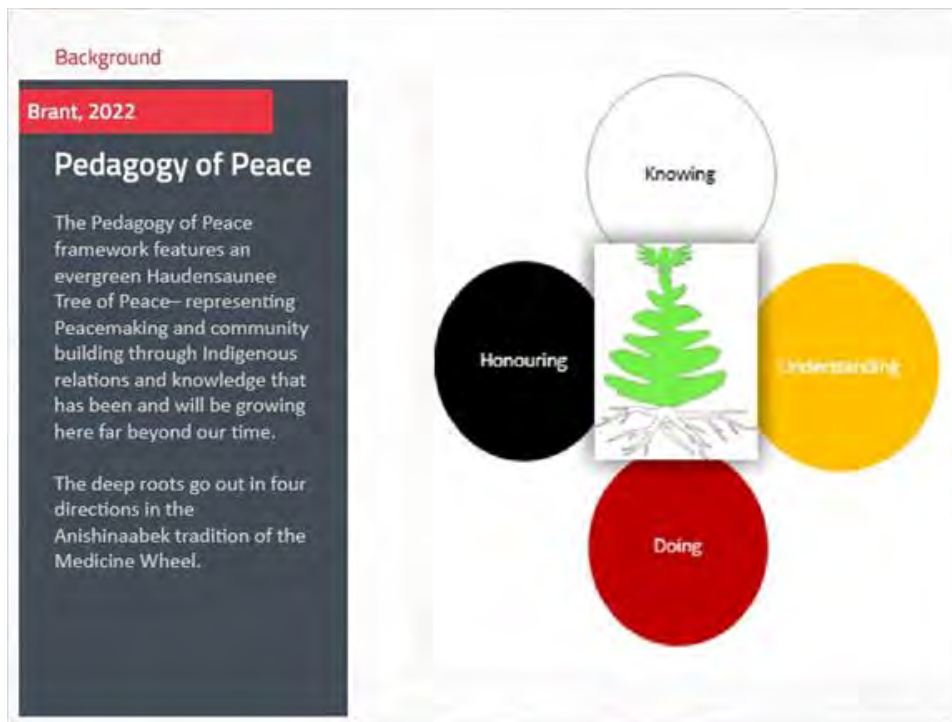 Background
Brant, 2022
Pedagogy of Peace
The Pedagogy of Peace
framework features an
evergreen Haudensaunee
Tree of Peace– representing
Peacemaking and community
building through Indigenous
relations and knowledge that
has been and will be growing
here far beyond our time.
The deep roots go out in four
directions in the
Anishinaabek tradition of the
Medicine Wheel.
Knowing
Honouring
Understanding
Doing